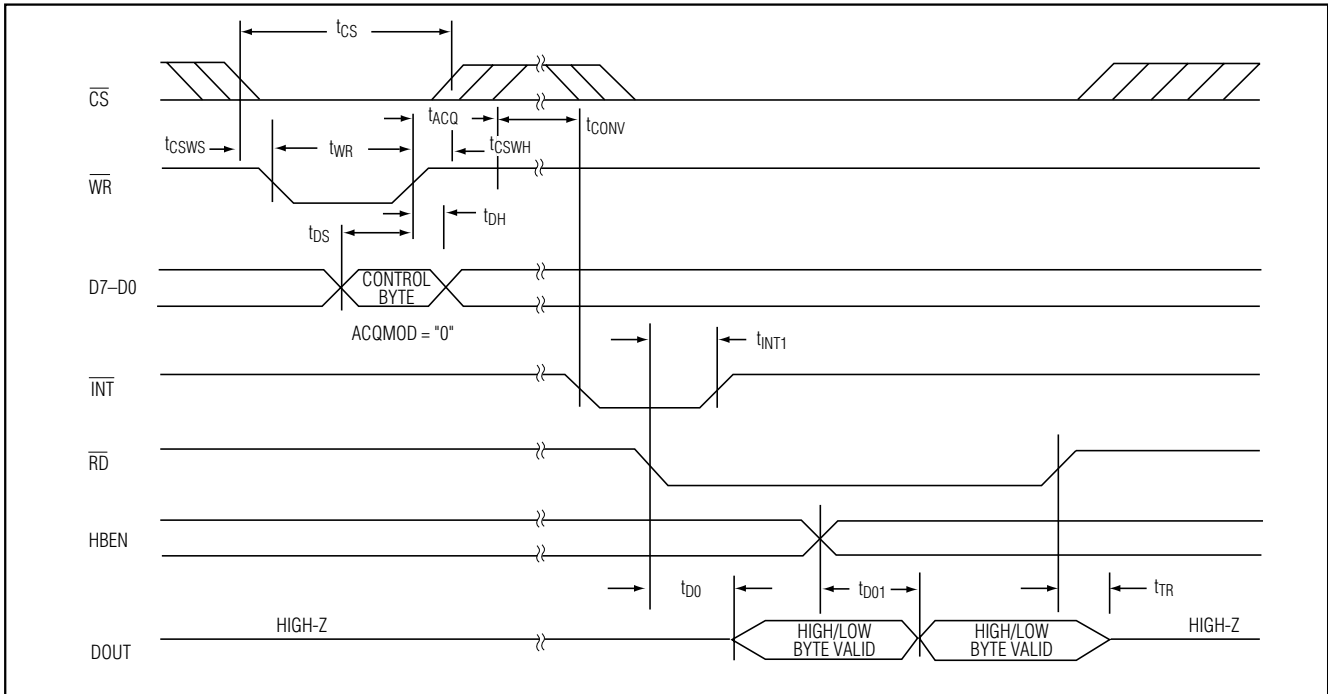 tCS
CS
tACQ
tCONV
tCSWS
tWR
tCSWH
WR
tDH
tDS
D7–D0
CONTROL
BYTE
ACQMOD = "0"
tINT1
INT
RD
HBEN
tD0
tD01
tTR
HIGH-Z
HIGH/LOW
BYTE VALID
HIGH/LOW
BYTE VALID
HIGH-Z
DOUT